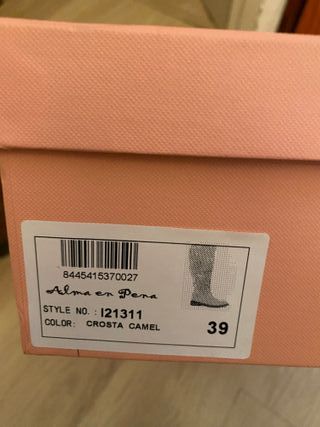 8445415370027
Alma en Pena
STYLE NO. : I21311
COLOR: CROSTA CAMEL
39